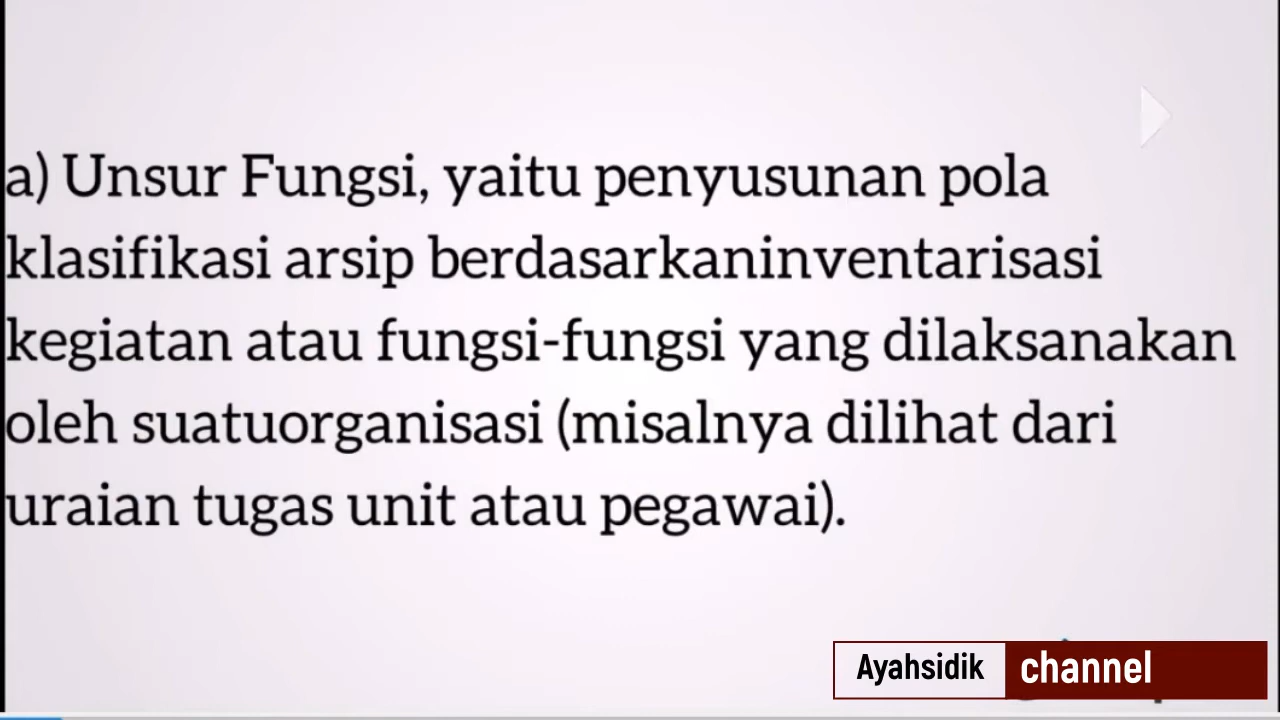 a) Unsur Fungsi, yaitu penyusunan pola
klasifikasi arsip berdasarkaninventarisasi
kegiatan atau fungsi-fungsi yang dilaksanakan
oleh suatuorganisasi (misalnya dilihat dari
uraian tugas unit atau pegawai).
Ayahsidik channel